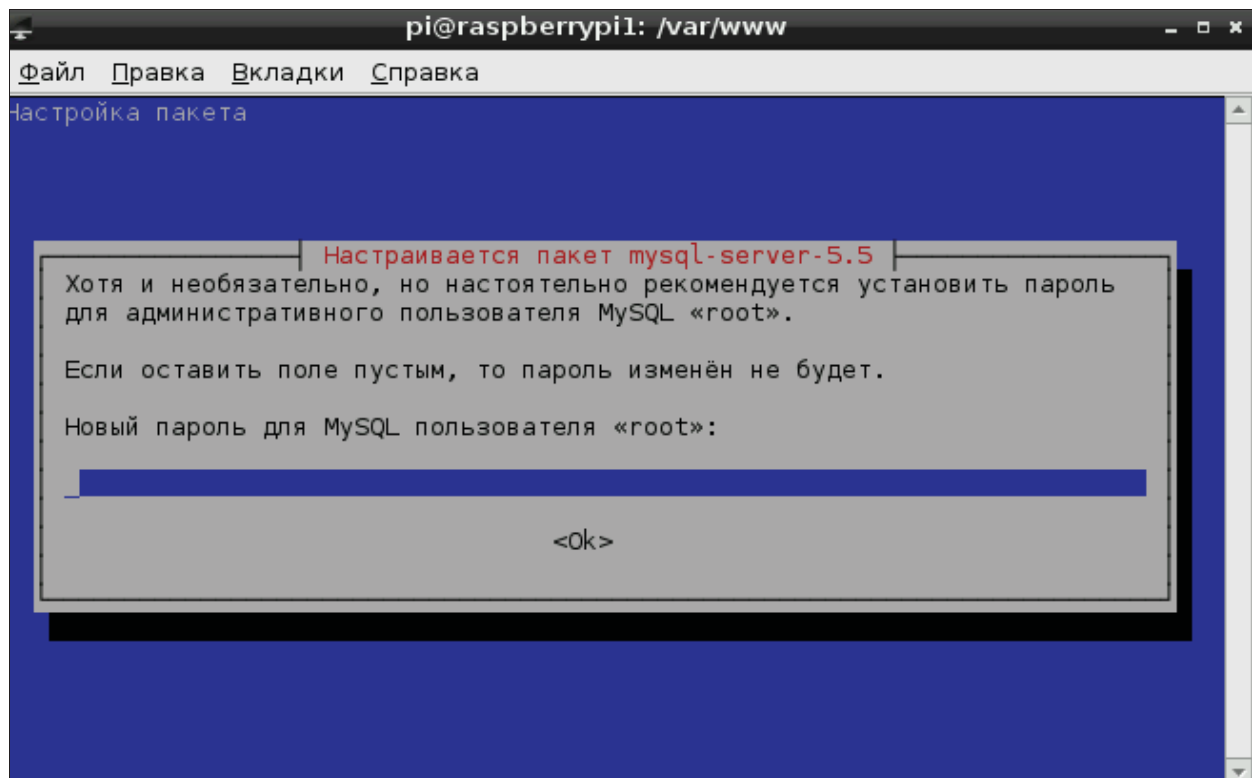 pi@raspberrypi1: /var/www
Файл Правка Вкладки Справка
Настройка пакета
Настраивается пакет mysql-server-5.5
Хотя и необязательно, но настоятельно рекомендуется установить пароль
для административного пользователя MySQL «root».
Если оставить поле пустым, то пароль изменён не будет.
Новый пароль для MySQL пользователя «root»:
<Ok>